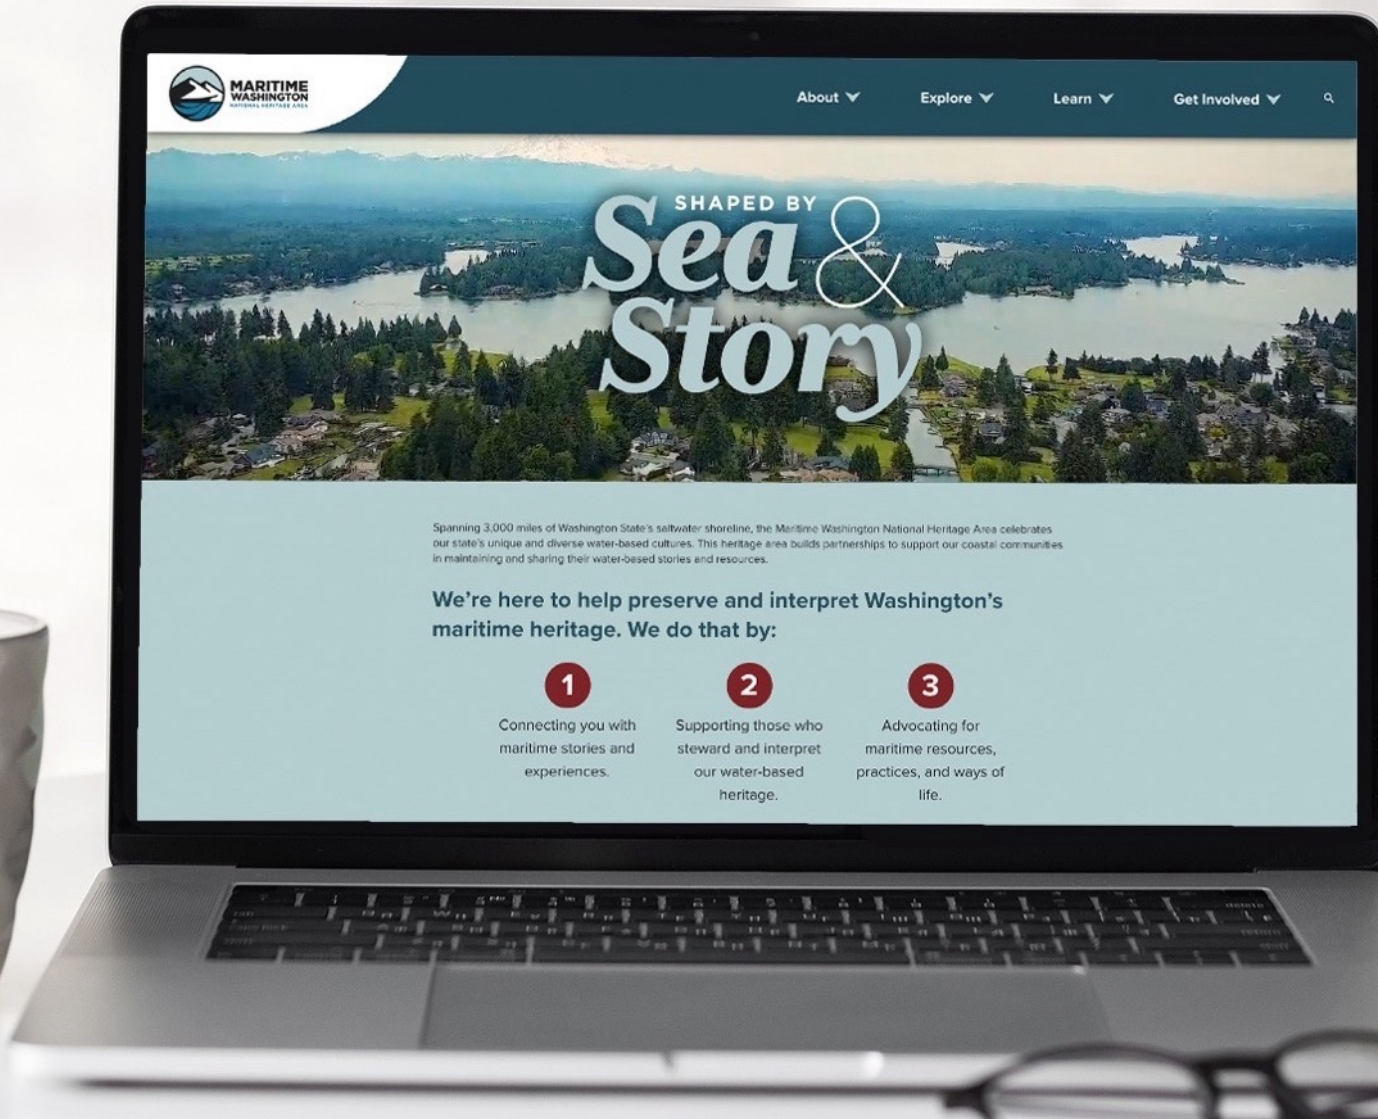 MARITIME
WASHINGTON
NATIONAL HERITAGE AREA
About
Explore
Learn
Get Involved
SHAPED BY
Sea &
Story
Spanning 3,000 miles of Washington State's saltwater shoreline, the Maritime Washington National Heritage Area celebrates
our state's unique and diverse water-based cultures. This heritage area builds partnerships to support our coastal communities
in maintaining and sharing their water-based stories and resources.
We're here to help preserve and interpret Washington's
maritime heritage. We do that by:
1
Connecting you with
maritime stories and
experiences.
2
Supporting those who
steward and interpret
our water-based
heritage.
3
Advocating for
maritime resources,
practices, and ways of
life.